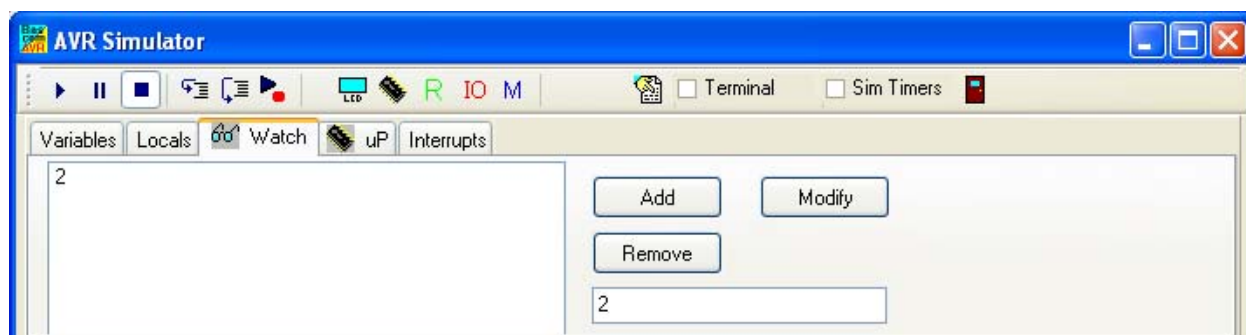 AVR Simulator
R IO M Terminal Sim Timers
Variables Locals Watch uP Interrupts
2
Add Modify
Remove
2